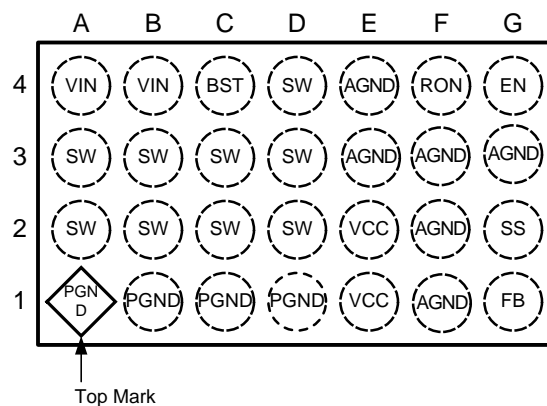 A B C D E F G
4 VIN VIN BST SW AGND RON EN
3 SW SW SW SW AGND AGND AGND
2 SW SW SW SW VCC AGND SS
1 PGN D PGND PGND PGND VCC AGND FB
Top Mark